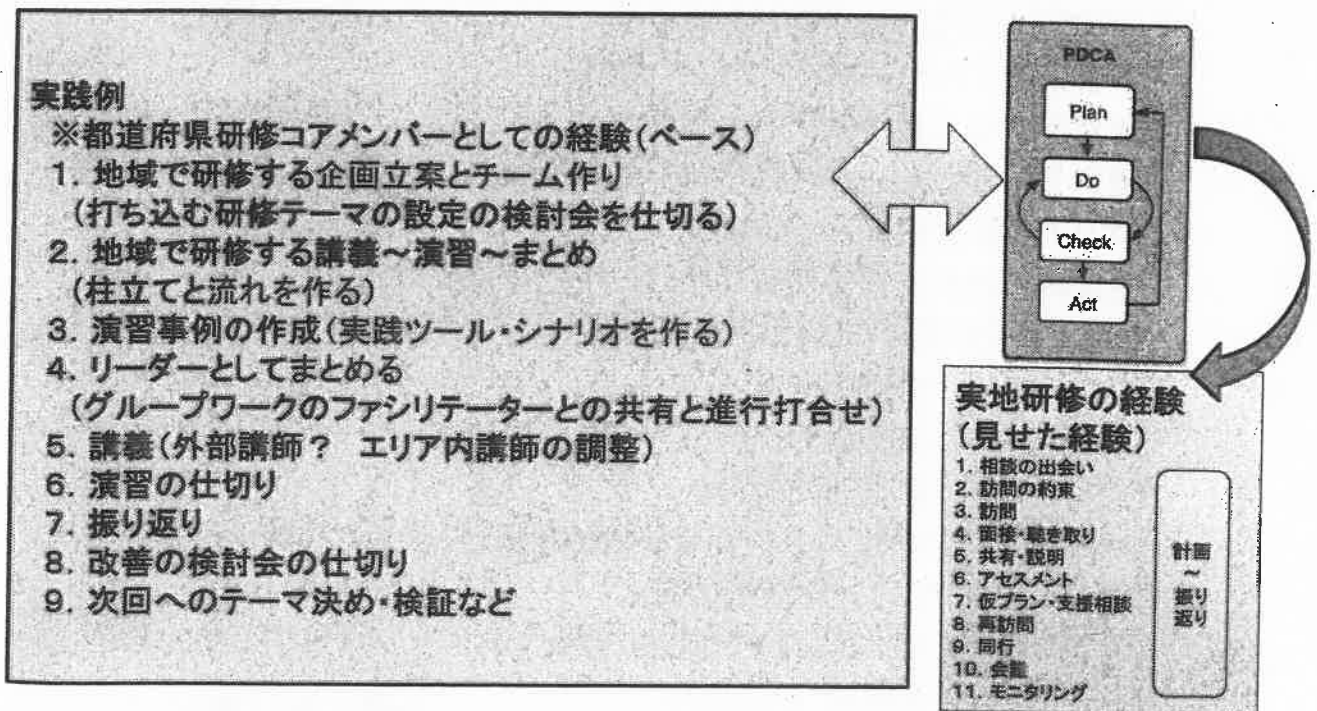 実践例
※都道府県研修コアメンバーとしての経験(ベース)
1. 地域で研修する企画立案とチーム作り
(打ち込む研修テーマの設定の検討会を仕切る)
2. 地域で研修する講義~演習~まとめ
(柱立てと流れを作る)
3. 演習事例の作成(実践ツール・シナリオを作る)
4. リーダーとしてまとめる
(グループワークのファシリテーターとの共有と進行打合せ)
5. 講義(外部講師? エリア内講師の調整)
6. 演習の仕切り
7. 振り返り
8. 改善の検討会の仕切り
9. 次回へのテーマ決め・検証など
PDCA
Plan
Do
Check
Act
実地研修の経験
(見せた経験)
1. 相談の出会い
2. 訪問の約束
3. 訪問
4. 面接・聴き取り
5. 共有・説明
6. アセスメント
7. 仮プラン・支援相談
8. 再訪問
9. 同行
10. 会議
11. モニタリング
計画
~
振り
返り